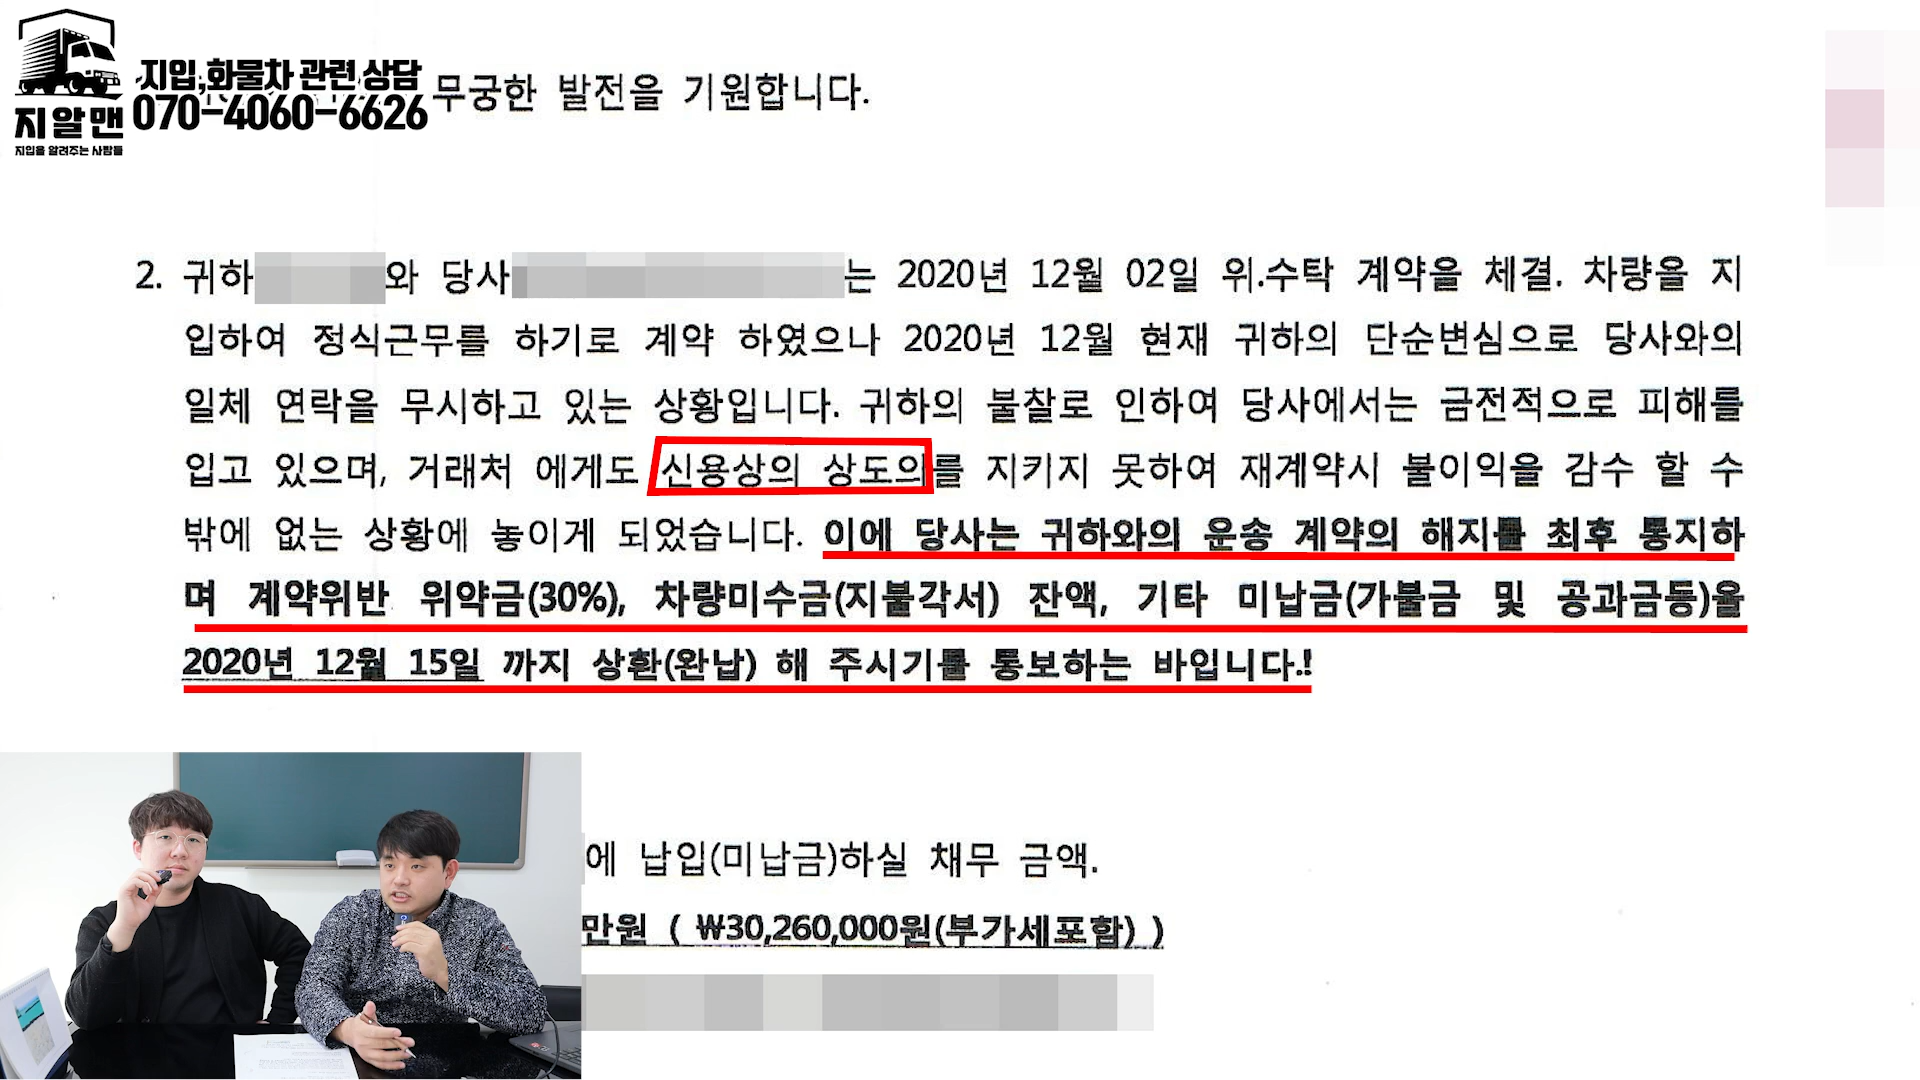 지입,화물차 관련 상담
070-4060-6626
지알맨
지입을 알려주는 사람들
무궁한 발전을 기원합니다.
2. 귀하 와 당사 는 2020년 12월 02일 위.수탁 계약을 체결. 차량을 지
입하여 정식근무를 하기로 계약 하였으나 2020년 12월 현재 귀하의 단순변심으로 당사와의
일체 연락을 무시하고 있는 상황입니다. 귀하의 불찰로 인하여 당사에서는 금전적으로 피해를
입고 있으며, 거래처 에게도 신용상의 상도의를 지키지 못하여 재계약시 불이익을 감수 할 수
밖에 없는 상황에 놓이게 되었습니다. 이에 당사는 귀하와의 운송 계약의 해지를 최후 통지하
며 계약위반 위약금(30%), 차량미수금(지불각서) 잔액, 기타 미납금(가불금 및 공과금등)을
2020년 12월 15일 까지 상환(완납) 해 주시기를 통보하는 바입니다.!
에 납입(미납금)하실 채무 금액.
만원 ( ₩30,260,000원(부가세포함) )